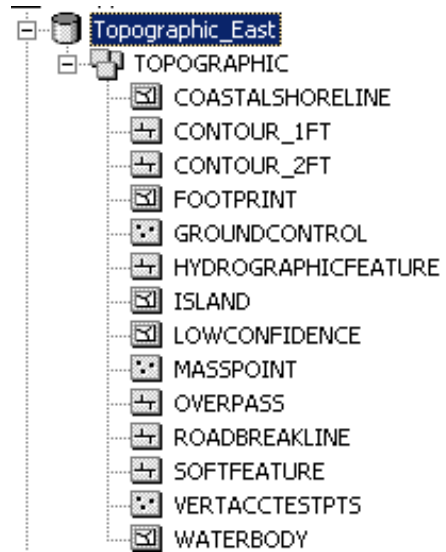 Topographic_East
TOPOGRAPHIC
COASTALSHORELINE
CONTOUR_1FT
CONTOUR_2FT
FOOTPRINT
GROUNDCONTROL
HYDROGRAPHICFEATURE
ISLAND
LOWCONFIDENCE
MASSPOINT
OVERPASS
ROADBREAKLINE
SOFTFEATURE
VERTACCTESTPTS
WATERBODY